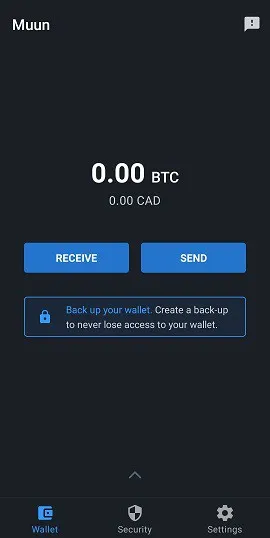 Muun
0.00 BTC
0.00 CAD
RECEIVE
SEND
Back up your wallet. Create a back-up
to never lose access to your wallet.
Wallet
Security
Settings